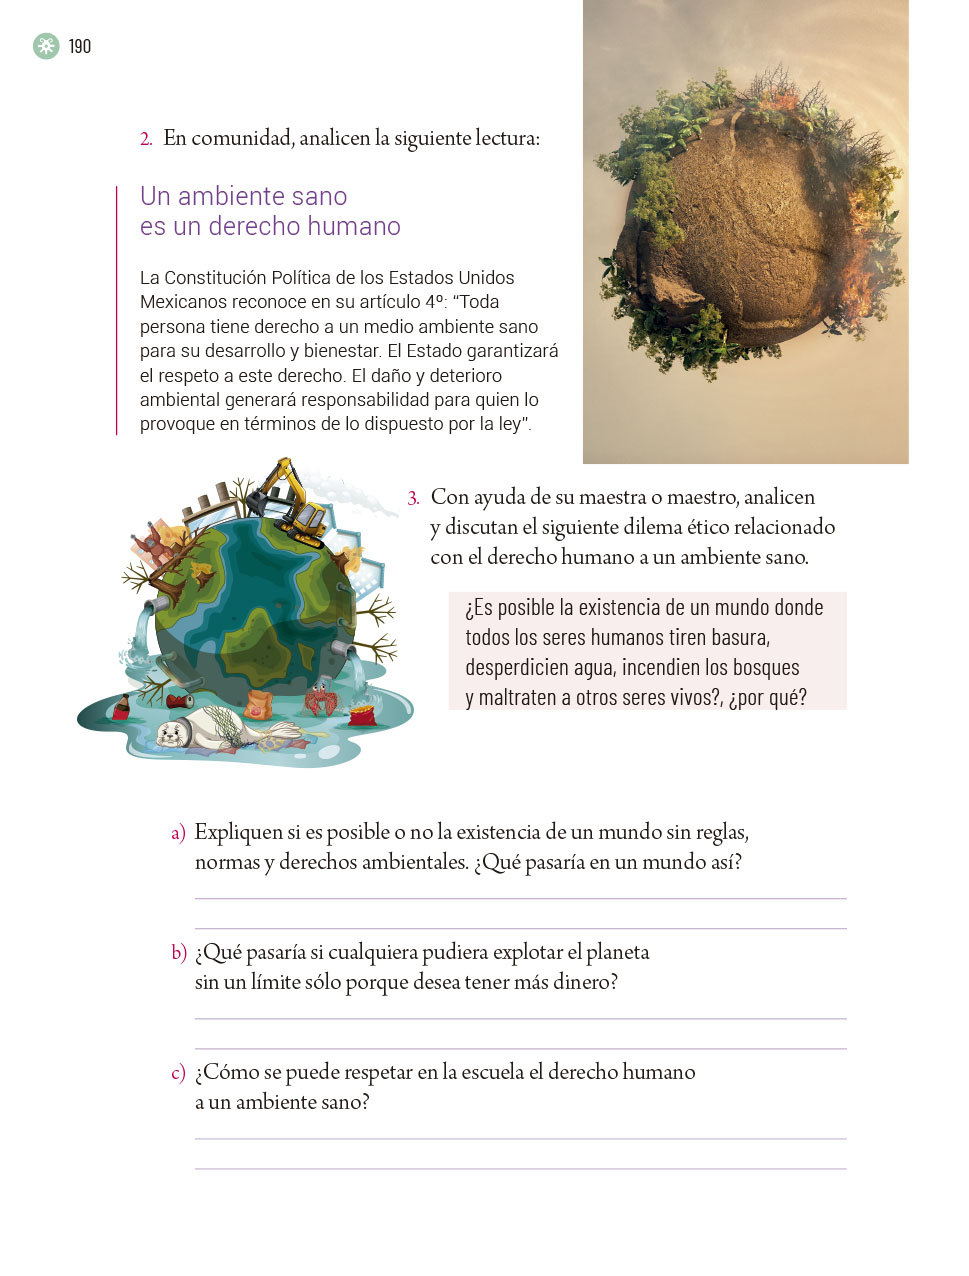 190
2. En comunidad, analicen la siguiente lectura:
Un ambiente sano
es un derecho humano
La Constitución Política de los Estados Unidos
Mexicanos reconoce en su artículo 4º: “Toda
persona tiene derecho a un medio ambiente sano
para su desarrollo y bienestar. El Estado garantizará
el respeto a este derecho. El daño y deterioro
ambiental generará responsabilidad para quien lo
provoque en términos de lo dispuesto por la ley”.
3. Con ayuda de su maestra o maestro, analicen
y discutan el siguiente dilema ético relacionado
con el derecho humano a un ambiente sano.
¿Es posible la existencia de un mundo donde
todos los seres humanos tiren basura,
desperdicien agua, incendien los bosques
y maltraten a otros seres vivos?, ¿por qué?
a) Expliquen si es posible o no la existencia de un mundo sin reglas,
normas y derechos ambientales. ¿Qué pasaría en un mundo así?
b) ¿Qué pasaría si cualquiera pudiera explotar el planeta
sin un límite sólo porque desea tener más dinero?
c) ¿Cómo se puede respetar en la escuela el derecho humano
a un ambiente sano?